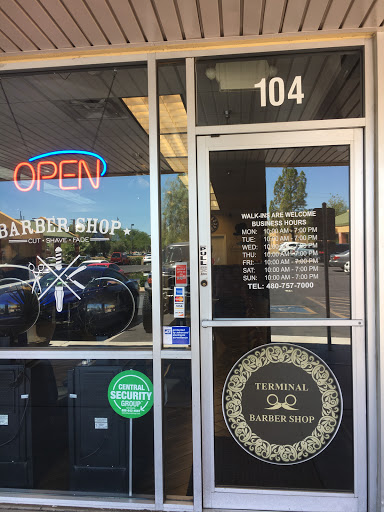 104
OPEN
BARBER SHOP
CUT • SHAVE • FADE
WALK-INS ARE WELCOME
BUSINESS HOURS
MON: 10:00 AM - 7:00 PM
TUE: 10:00 AM - 7:00 PM
WED: 10:00 AM - 7:00 PM
THU: 10:00 AM - 7:00 PM
FRI: 10:00 AM - 7:00 PM
SAT: 10:00 AM - 7:00 PM
SUN: 10:00 AM - 7:00 PM
TEL: 480-757-7000
CENTRAL
SECURITY
GROUP
TERMINAL
BARBER SHOP